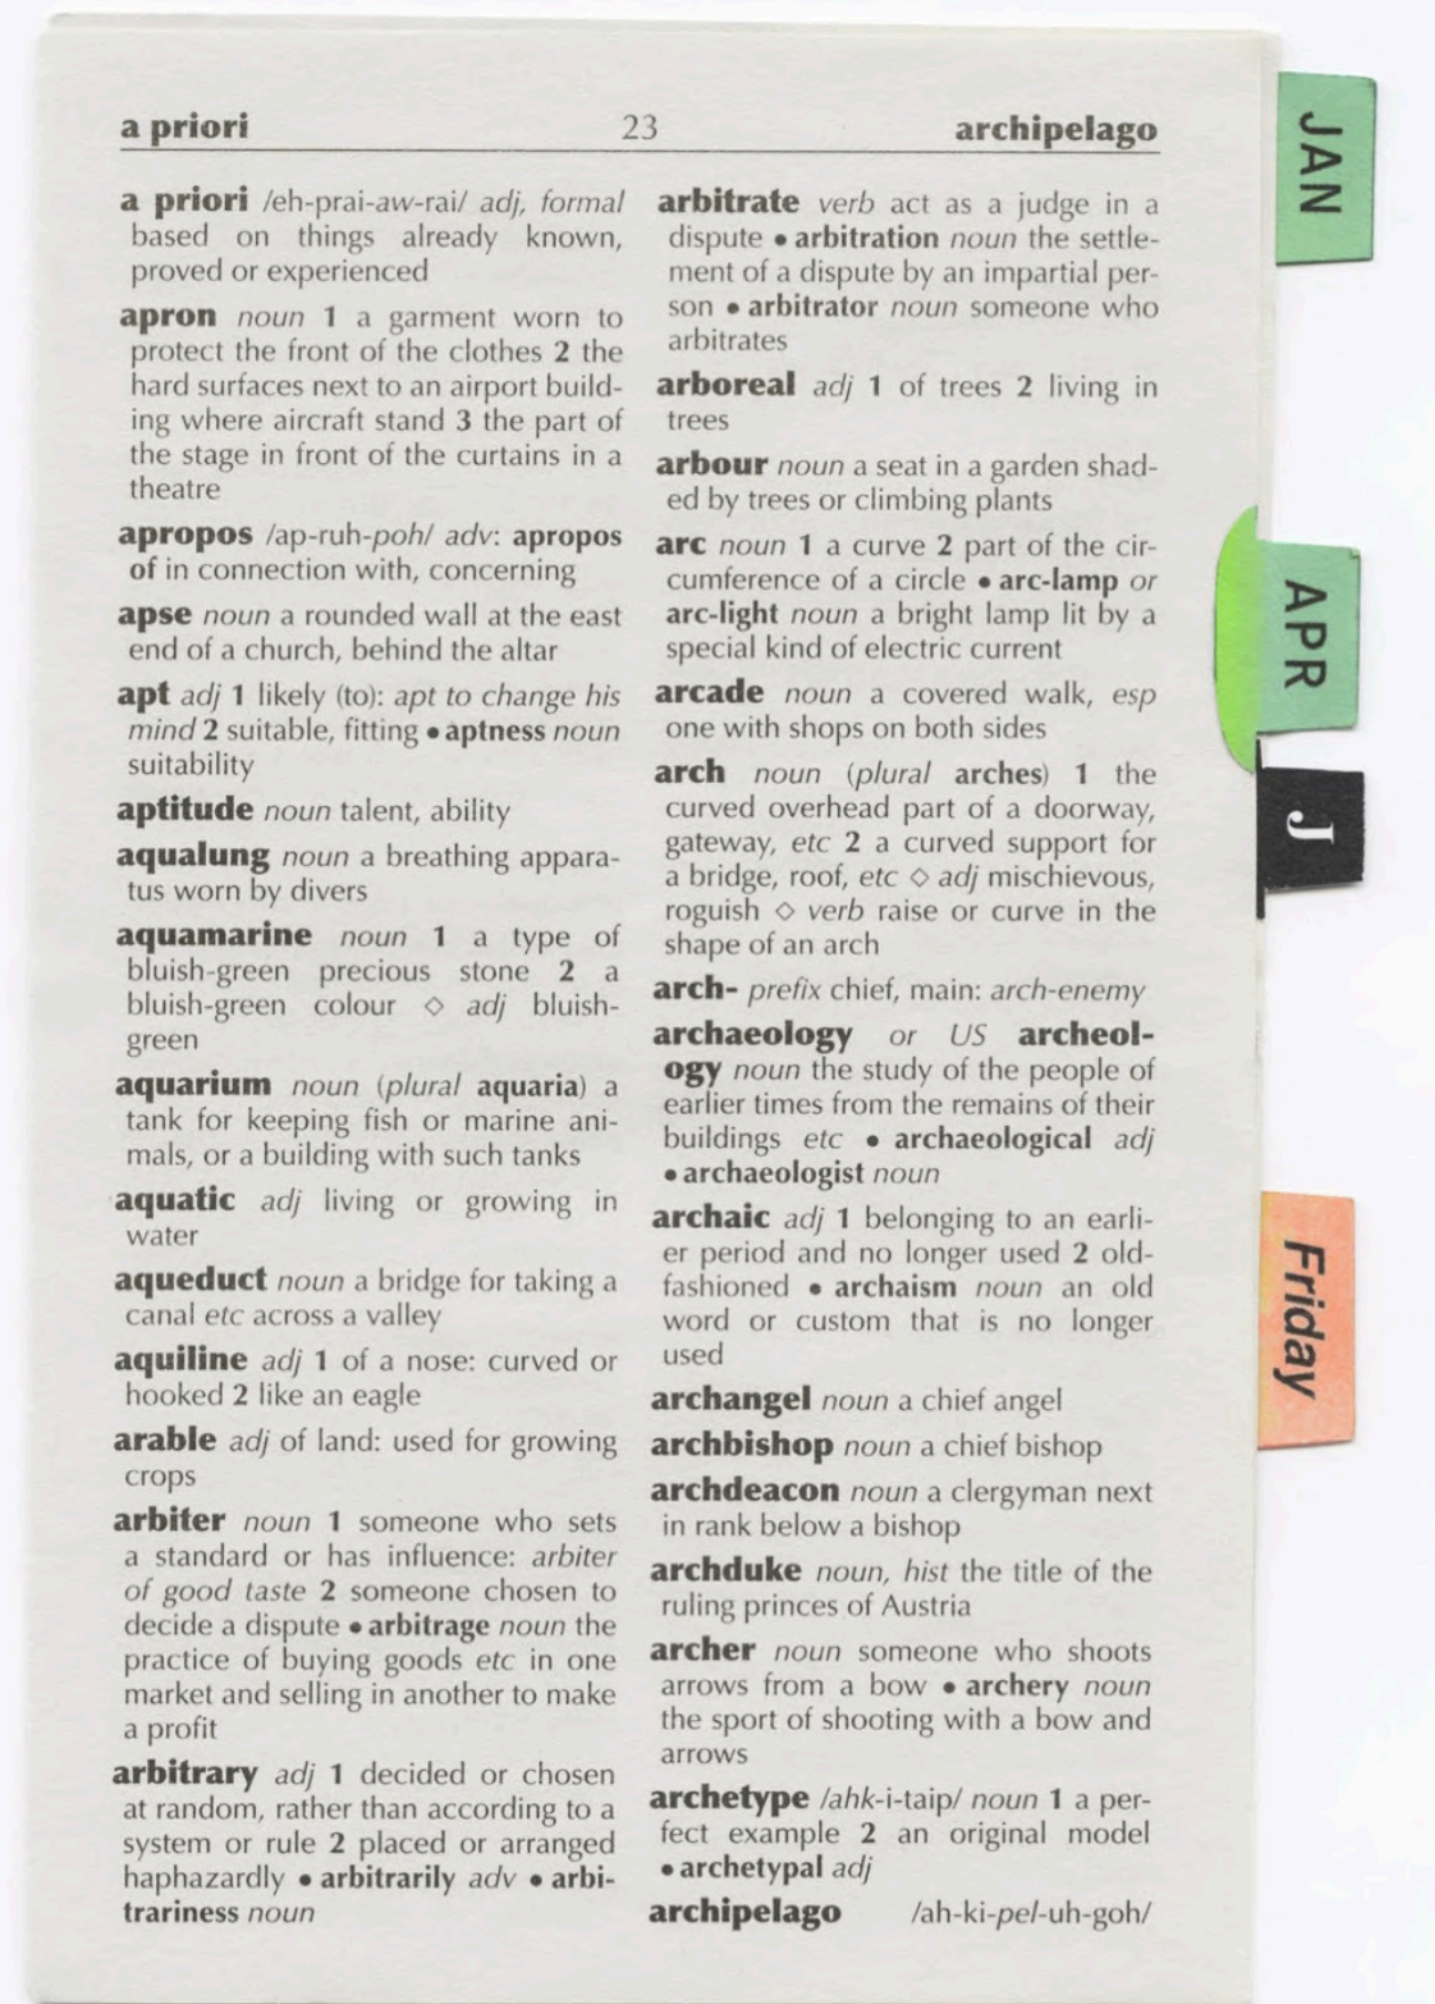 a priori 23 archipelago
a priori /eh-prai-aw-rai/ adj, formal
based on things already known,
proved or experienced
apron noun 1 a garment worn to
protect the front of the clothes 2 the
hard surfaces next to an airport build-
ing where aircraft stand 3 the part of
the stage in front of the curtains in a
theatre
apropos /ap-ruh-poh/ adv: apropos
of in connection with, concerning
apse noun a rounded wall at the east
end of a church, behind the altar
apt adj 1 likely (to): apt to change his
mind 2 suitable, fitting • aptness noun
suitability
aptitude noun talent, ability
aqualung noun a breathing appara-
tus worn by divers
aquamarine noun 1 a type of
bluish-green precious stone 2 a
bluish-green colour ◇ adj bluish-
green
aquarium noun (plural aquaria) a
tank for keeping fish or marine ani-
mals, or a building with such tanks
aquatic adj living or growing in
water
aqueduct noun a bridge for taking a
canal etc across a valley
aquiline adj 1 of a nose: curved or
hooked 2 like an eagle
arable adj of land: used for growing
crops
arbiter noun 1 someone who sets
a standard or has influence: arbiter
of good taste 2 someone chosen to
decide a dispute • arbitrage noun the
practice of buying goods etc in one
market and selling in another to make
a profit
arbitrary adj 1 decided or chosen
at random, rather than according to a
system or rule 2 placed or arranged
haphazardly • arbitrarily adv • arbi-
trariness noun
arbitrate verb act as a judge in a
dispute • arbitration noun the settle-
ment of a dispute by an impartial per-
son • arbitrator noun someone who
arbitrates
arboreal adj 1 of trees 2 living in
trees
arbour noun a seat in a garden shad-
ed by trees or climbing plants
arc noun 1 a curve 2 part of the cir-
cumference of a circle • arc-lamp or
arc-light noun a bright lamp lit by a
special kind of electric current
arcade noun a covered walk, esp
one with shops on both sides
arch noun (plural arches) 1 the
curved overhead part of a doorway,
gateway, etc 2 a curved support for
a bridge, roof, etc ◇ adj mischievous,
roguish ◇ verb raise or curve in the
shape of an arch
arch- prefix chief, main: arch-enemy
archaeology or US archeol-
ogy noun the study of the people of
earlier times from the remains of their
buildings etc • archaeological adj
• archaeologist noun
archaic adj 1 belonging to an earli-
er period and no longer used 2 old-
fashioned • archaism noun an old
word or custom that is no longer
used
archangel noun a chief angel
archbishop noun a chief bishop
archdeacon noun a clergyman next
in rank below a bishop
archduke noun, hist the title of the
ruling princes of Austria
archer noun someone who shoots
arrows from a bow • archery noun
the sport of shooting with a bow and
arrows
archetype /ahk-i-taip/ noun 1 a per-
fect example 2 an original model
• archetypal adj
archipelago /ah-ki-pel-uh-goh/
JAN
APR
J
Friday